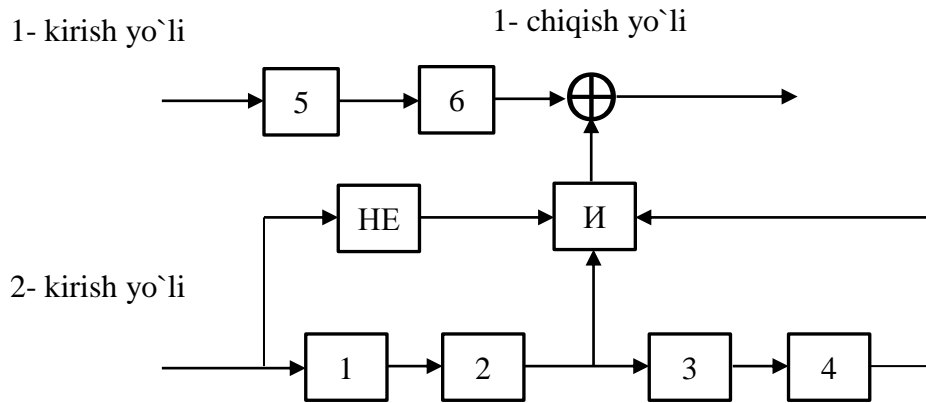 1- kirish yo`li
1- chiqish yo`li
5
6
НЕ
И
2- kirish yo`li
1
2
3
4